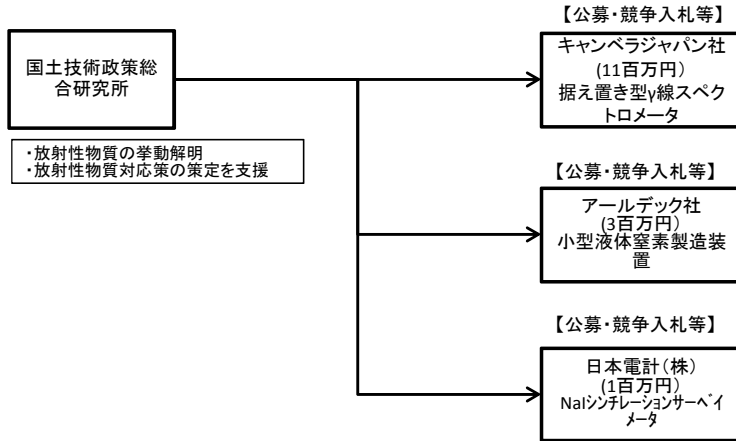 国土技術政策総
合研究所
・放射性物質の挙動解明
・放射性物質対応策の策定を支援
【公募・競争入札等】
キャンベラジャパン社
(11百万円)
据え置き型γ線スペク
トロメータ
【公募・競争入札等】
アールデック社
(3百万円)
小型液体窒素製造装
置
【公募・競争入札等】
日本電計(株)
(1百万円)
NaIシンチレーションサーベイ
メータ